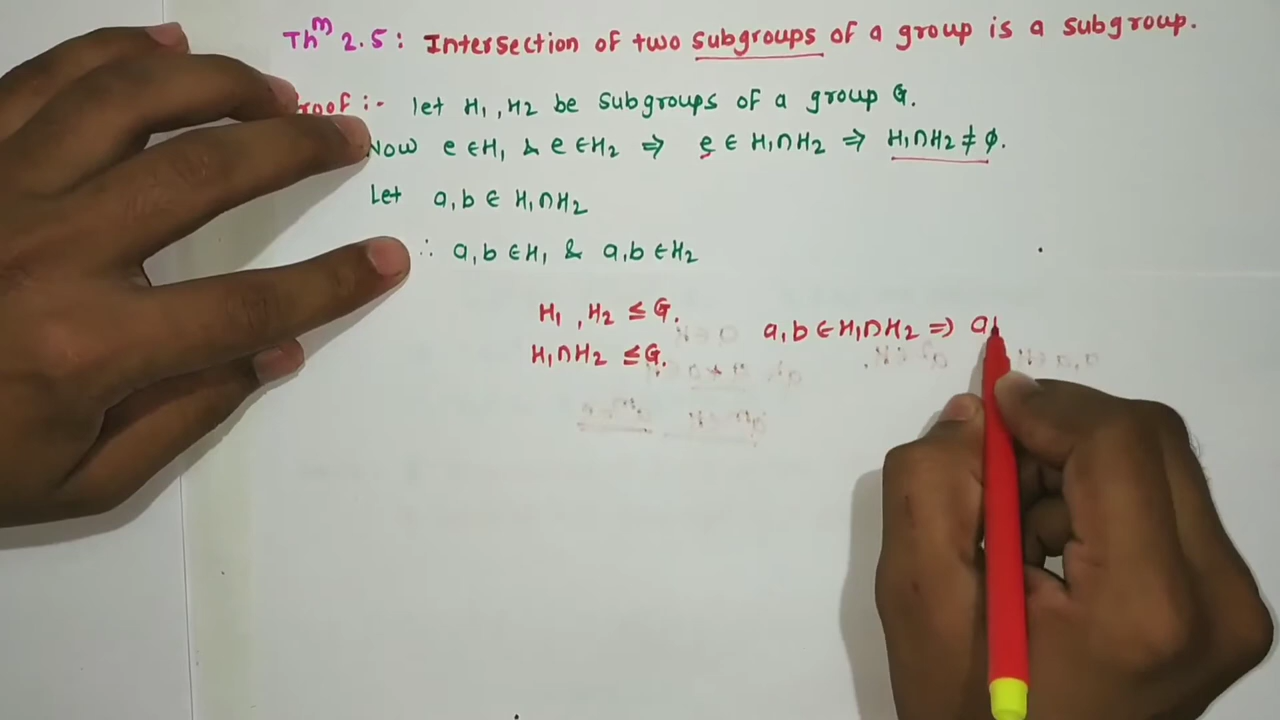 Thᵐ 2.5: Intersection of two subgroups of a group is a subgroup.
roof :- let H₁, H₂ be subgroups of a group G.
Now e ∈ H₁ & e ∈ H₂ ⇒ e ∈ H₁∩H₂ ⇒ H₁∩H₂ ≠ ϕ.
Let a,b ∈ H₁∩H₂
∴ a,b ∈ H₁ & a,b ∈ H₂
H₁, H₂ ≤ G.
a,b ∈ H₁∩H₂ ⇒ a
H₁∩H₂ ≤ G.